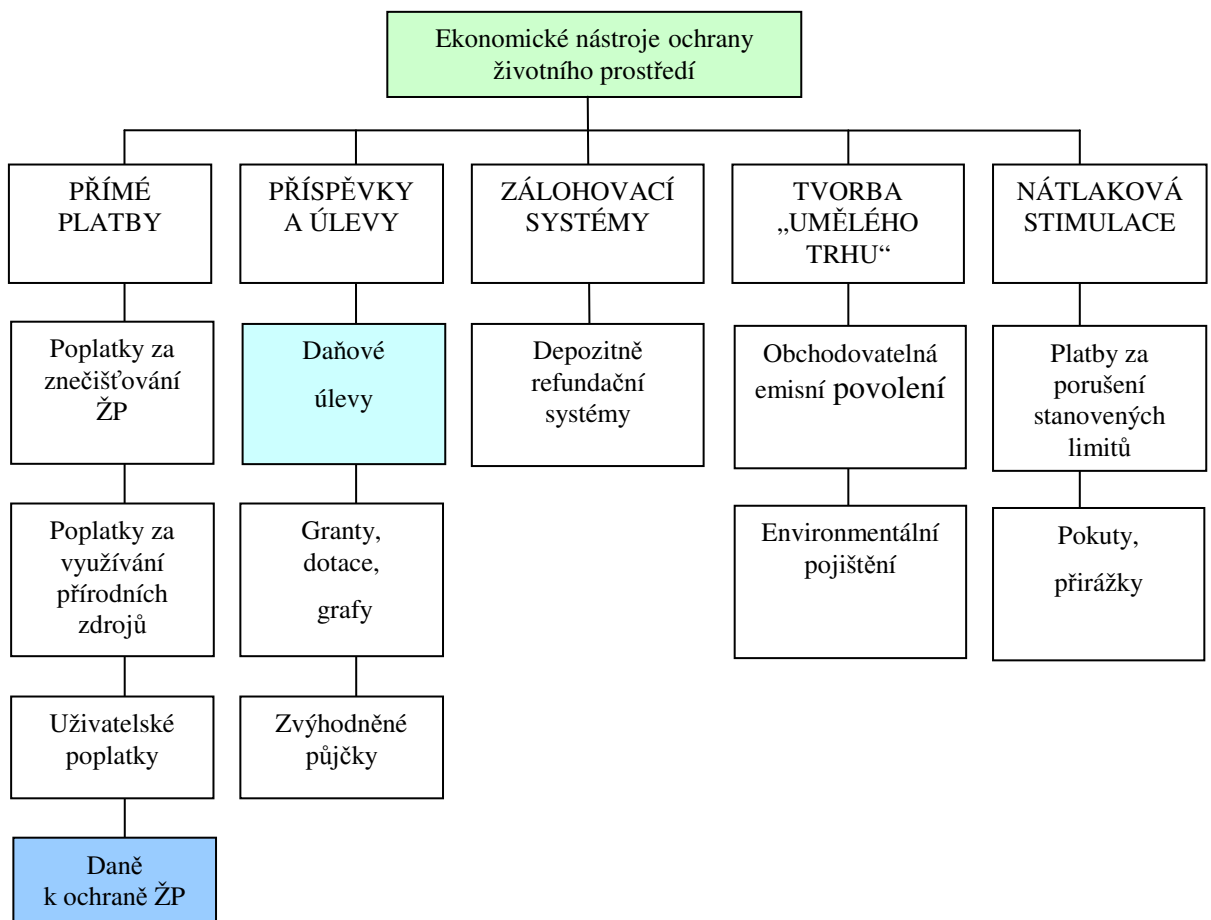 Ekonomické nástroje ochrany
životního prostředí
PŘÍMÉ
PLATBY
PŘÍSPĚVKY
A ÚLEVY
ZÁLOHOVACÍ
SYSTÉMY
TVORBA
„UMĚLÉHO
TRHU“
NÁTLAKOVÁ
STIMULACE
Poplatky za
znečišťování
ŽP
Daňové
úlevy
Depozitně
refundační
systémy
Obchodovatelná
emisní povolení
Platby za
porušení
stanovených
limitů
Poplatky za
využívání
přírodních
zdrojů
Granty,
dotace,
grafy
Environmentální
pojištění
Pokuty,
přirážky
Uživatelské
poplatky
Zvýhodněné
půjčky
Daně
k ochraně ŽP